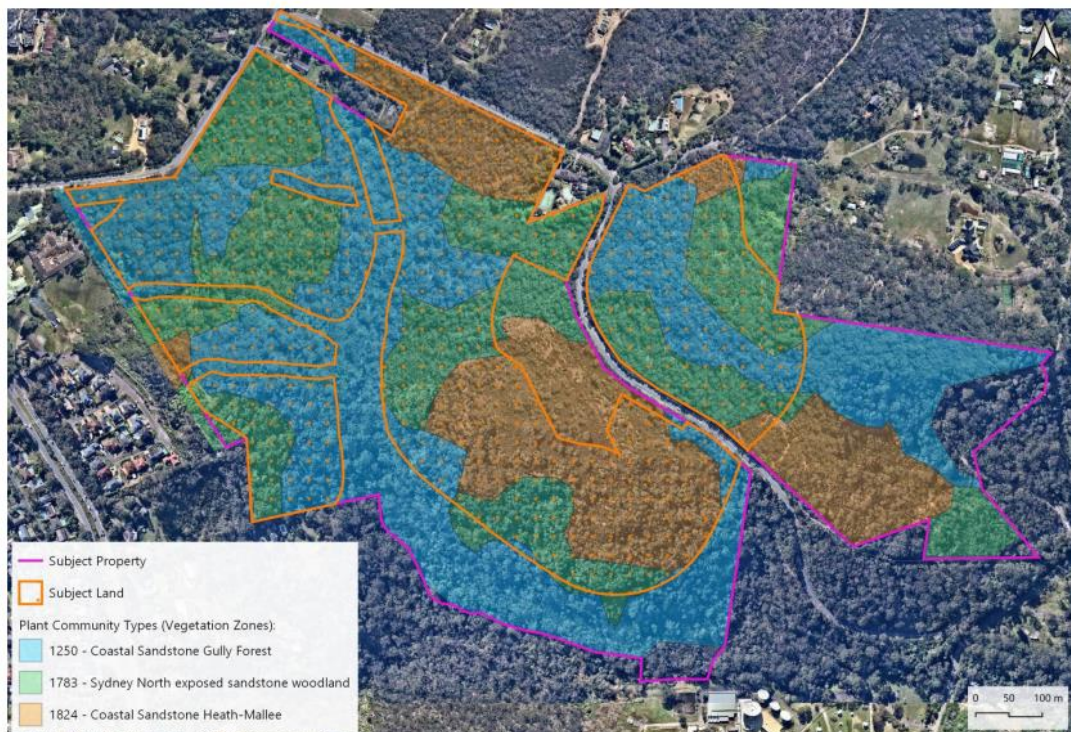 Subject Property
Subject Land
Plant Community Types (Vegetation Zones):
1250 - Coastal Sandstone Gully Forest
1783 - Sydney North exposed sandstone woodland
1824 - Coastal Sandstone Heath-Mallee
0 50 100 m